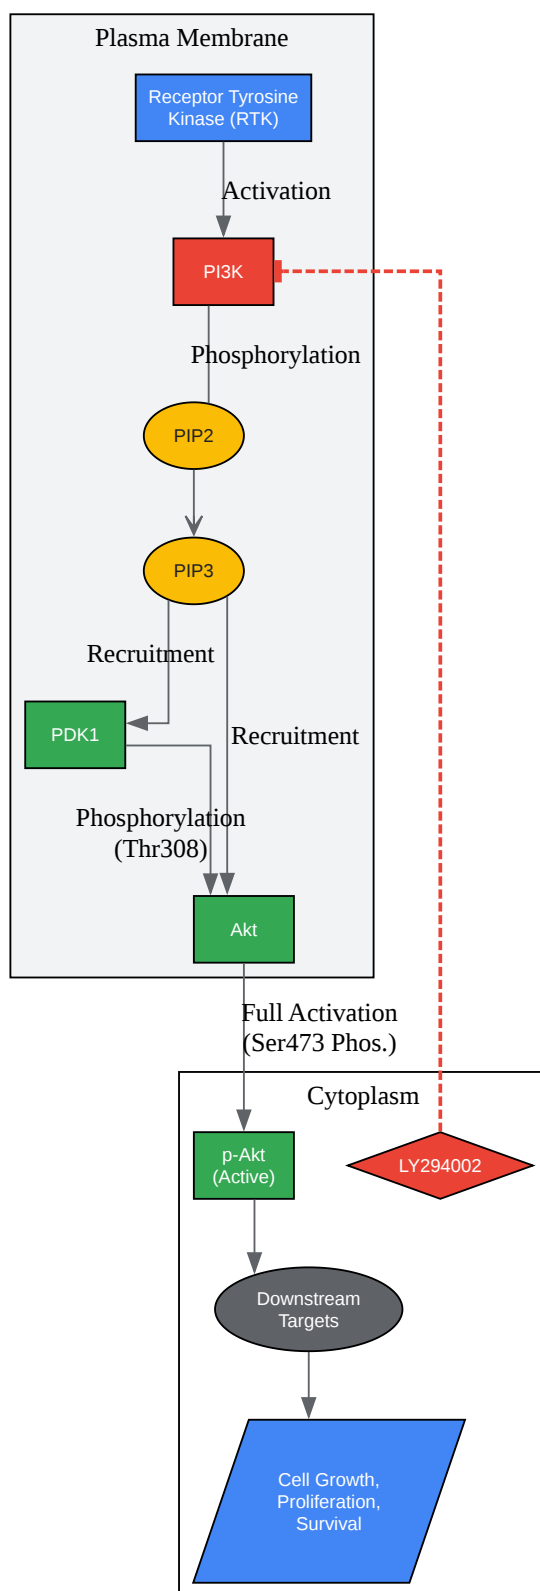 Plasma Membrane
Receptor Tyrosine
Kinase (RTK)
Activation
PI3K
Phosphorylation
PIP2
PIP3
Recruitment
PDK1
Recruitment
Phosphorylation
(Thr308)
Akt
Full Activation
(Ser473 Phos.)
Cytoplasm
p-Akt
(Active)
LY294002
Downstream
Targets
Cell Growth,
Proliferation,
Survival